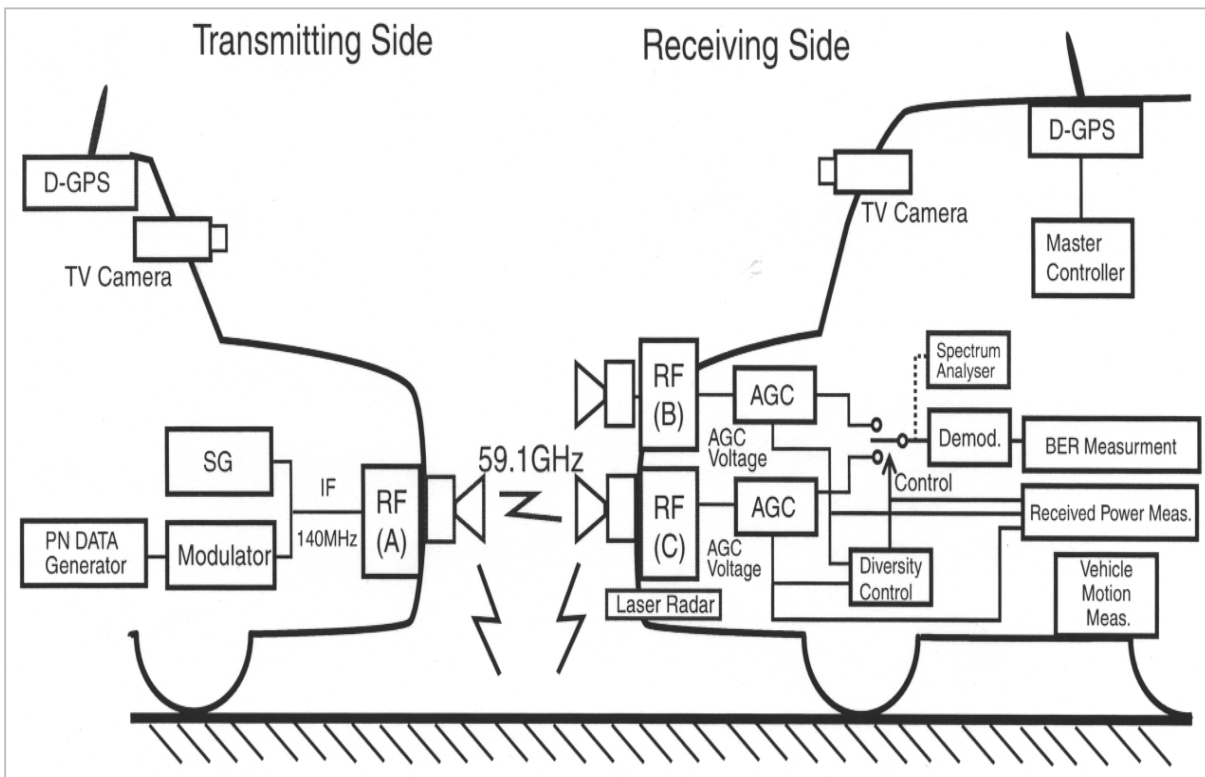 Transmitting Side
Receiving Side
D-GPS
TV Camera
SG
PN DATA
Generator
Modulator
IF
140MHz
RF
(A)
59.1GHz
D-GPS
TV Camera
Master
Controller
RF
(B)
AGC
AGC
Voltage
Spectrum
Analyser
Demod.
BER Measurment
RF
(C)
AGC
AGC
Voltage
Control
Received Power Meas.
Diversity
Control
Laser Radar
Vehicle
Motion
Meas.